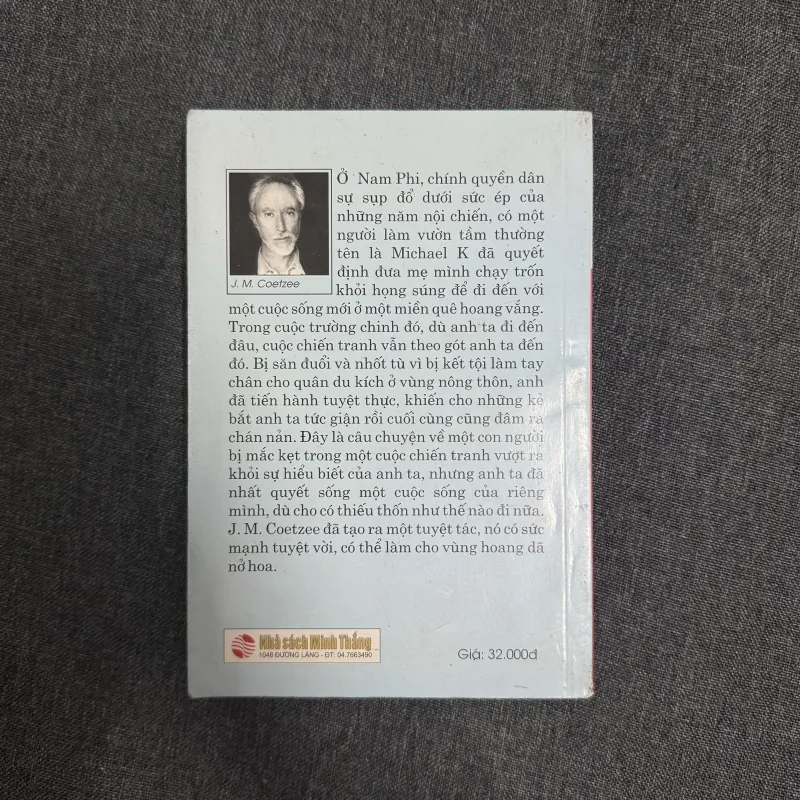 Ở Nam Phi, chính quyền dân
sự sụp đổ dưới sức ép của
những năm nội chiến, có một
người làm vườn tầm thường
tên là Michael K đã quyết
định đưa mẹ mình chạy trốn
J. M. Coetzee
khỏi họng súng để đi đến với
một cuộc sống mới ở một miền quê hoang vắng.
Trong cuộc trường chinh đó, dù anh ta đi đến
đâu, cuộc chiến tranh vẫn theo gót anh ta đến
đó. Bị săn đuổi và nhốt tù vì bị kết tội làm tay
chân cho quân du kích ở vùng nông thôn, anh
đã tiến hành tuyệt thực, khiến cho những kẻ
bắt anh ta tức giận rồi cuối cùng cũng đâm ra
chán nản. Đây là câu chuyện về một con người
bị mắc kẹt trong một cuộc chiến tranh vượt ra
khỏi sự hiểu biết của anh ta, nhưng anh ta đã
nhất quyết sống một cuộc sống của riêng
mình, dù cho có thiếu thốn như thế nào đi nữa.
J. M. Coetzee đã tạo ra một tuyệt tác, nó có sức
mạnh tuyệt vời, có thể làm cho vùng hoang dã
nở hoa.
Nhà sách Minh Thắng
1048 ĐƯỜNG LÁNG - ĐT: 04.7663490
Giá: 32.000đ